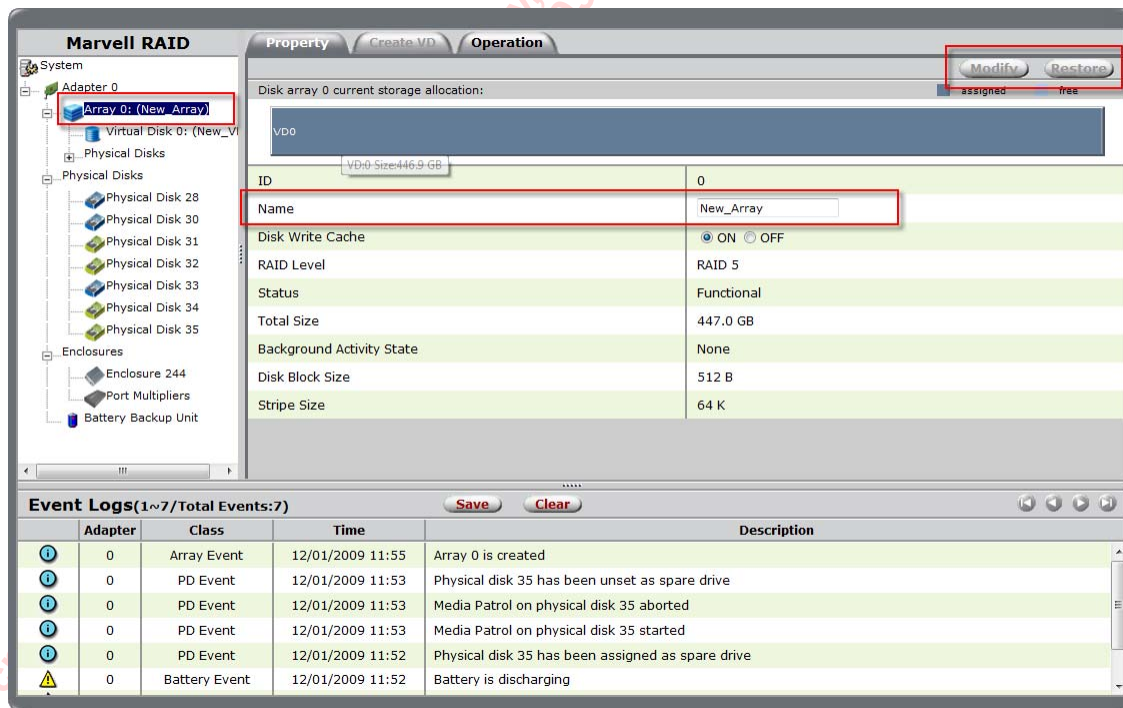 Marvell RAID
System
Adapter 0
Array 0: (New_Array)
Virtual Disk 0: (New_VI
Physical Disks
Physical Disks
Physical Disk 28
Physical Disk 30
Physical Disk 31
Physical Disk 32
Physical Disk 33
Physical Disk 34
Physical Disk 35
Enclosures
Enclosure 244
Port Multipliers
Battery Backup Unit
Property Create VD Operation
Modify Restore
Disk array 0 current storage allocation: assigned free
VD0
VD:0 Size:446.9 GB
ID 0
Name New_Array
Disk Write Cache ON OFF
RAID Level RAID 5
Status Functional
Total Size 447.0 GB
Background Activity State None
Disk Block Size 512 B
Stripe Size 64 K
Event Logs(1~7/Total Events:7) Save Clear
Adapter Class Time Description
0 Array Event 12/01/2009 11:55 Array 0 is created
0 PD Event 12/01/2009 11:53 Physical disk 35 has been unset as spare drive
0 PD Event 12/01/2009 11:53 Media Patrol on physical disk 35 aborted
0 PD Event 12/01/2009 11:53 Media Patrol on physical disk 35 started
0 PD Event 12/01/2009 11:52 Physical disk 35 has been assigned as spare drive
0 Battery Event 12/01/2009 11:52 Battery is discharging